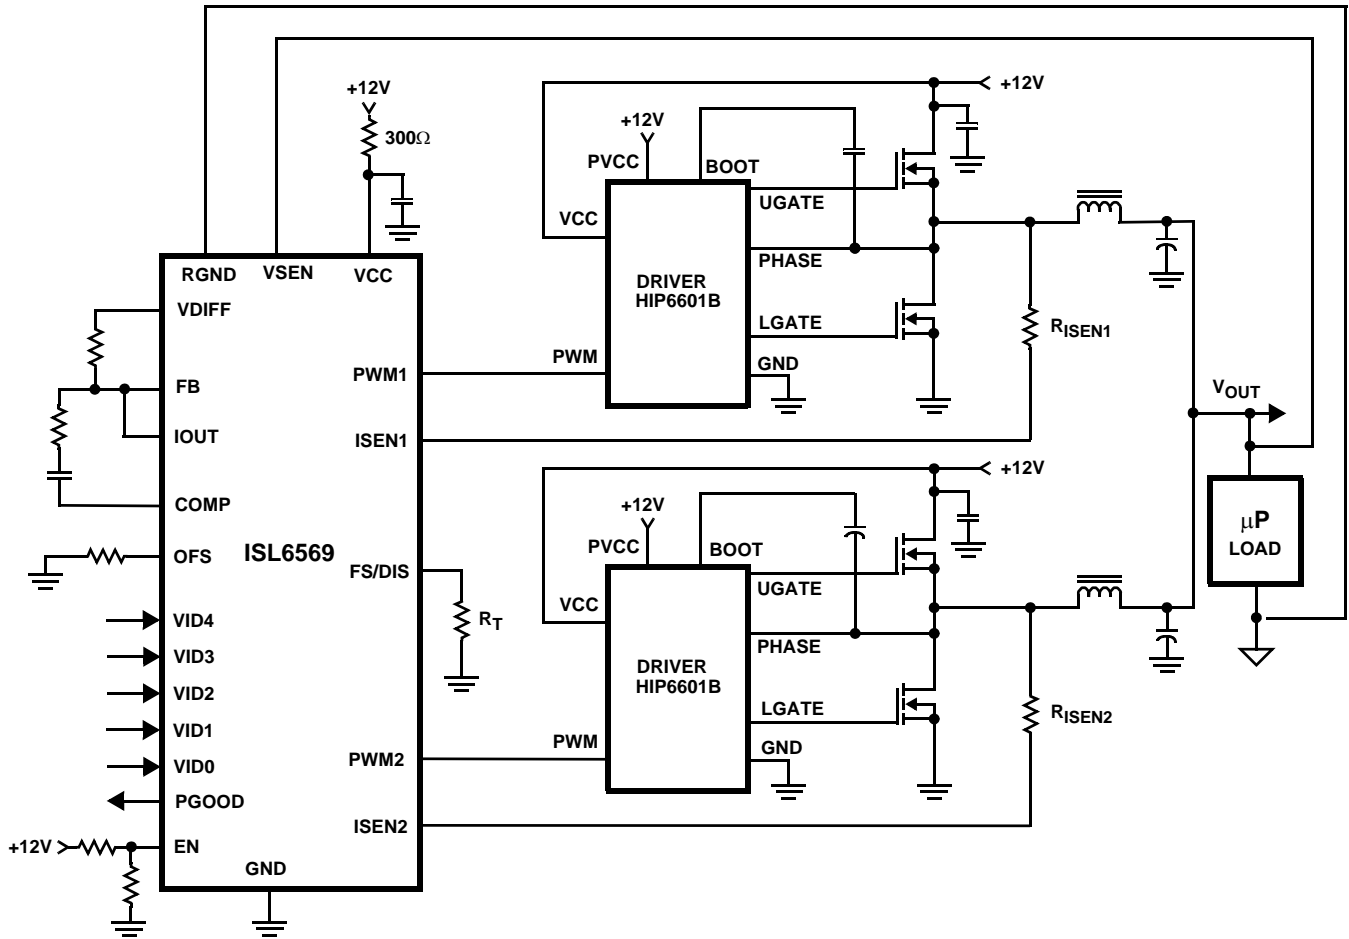 +12V
300Ω
RGND
VSEN
VCC
VDIFF
FB
IOUT
COMP
OFS
VID4
VID3
VID2
VID1
VID0
PGOOD
+12V
EN
GND
ISL6569
PWM1
ISEN1
FS/DIS
RT
PWM2
ISEN2
+12V
+12V
PVCC
BOOT
VCC
UGATE
PHASE
DRIVER
HIP6601B
LGATE
PWM
GND
RISEN1
+12V
+12V
PVCC
BOOT
VCC
UGATE
PHASE
DRIVER
HIP6601B
LGATE
PWM
GND
RISEN2
VOUT
μP
LOAD